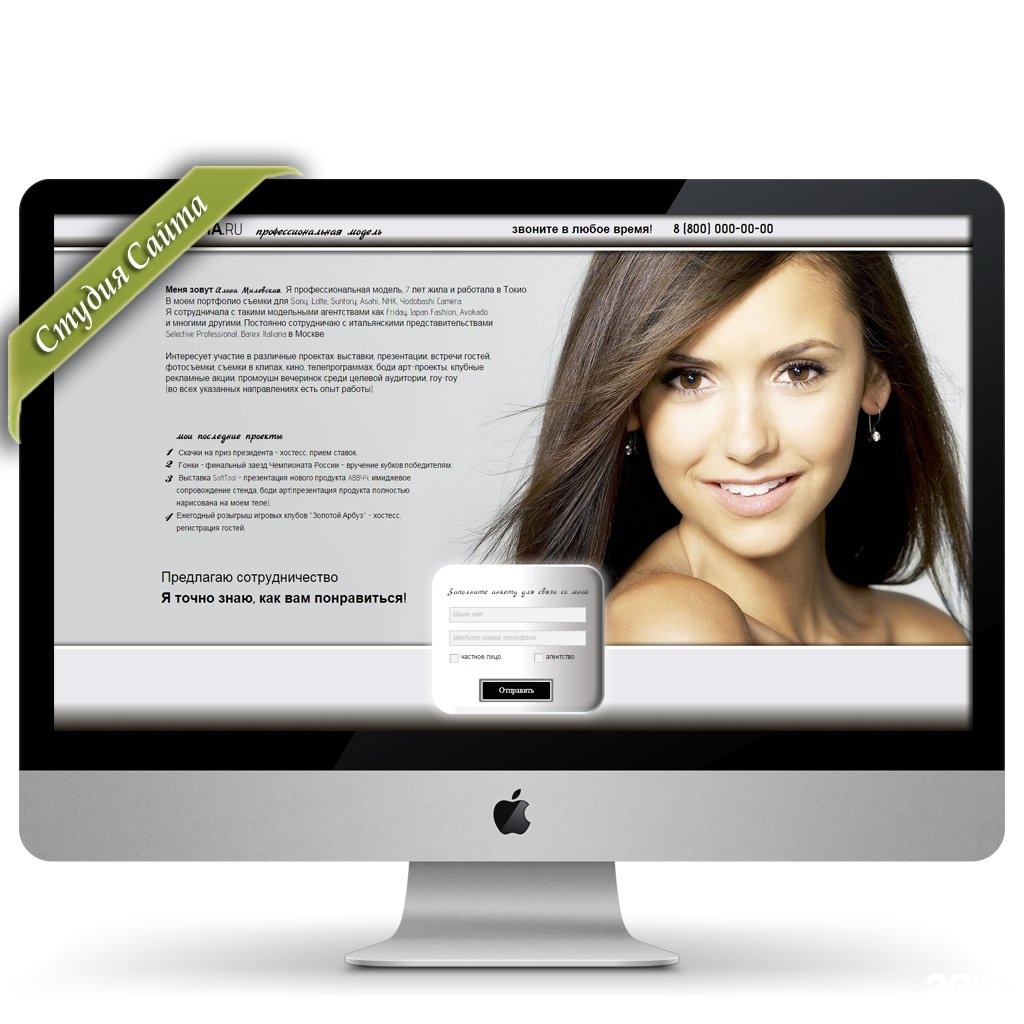 Студия Сайта
.RU профессиональная модель
звоните в любое время! 8 (800) 000-00-00
Меня зовут Илона Милевская. Я профессиональная модель, 7 лет жила и работала в Токио.
В моем портфолио съемки для Sony, Lotte, Suntory, Asahi, NHK, Yodobashi Camera.
Я сотрудничала с такими модельными агентствами как Friday, Japan Fashion, Avokado
и многими другими. Постоянно сотрудничаю с итальянскими представительствами
Selective Professional, Barex Italiana в Москве.
Интересует участие в различные проектах: выставки, презентации, встречи гостей,
фотосъемки, съемки в клипах, кино, телепрограммах, боди арт-проекты, клубные
рекламные акции, промоушн вечеринок среди целевой аудитории, гоу-гоу
(во всех указанных направлениях есть опыт работы).
мои последние проекты:
1 Скачки на приз президента - хостесс, прием ставок,
2 Гонки - финальный заезд Чемпионата России - вручение кубков победителям,
3 Выставка SoftTool - презентация нового продукта ABBYY, имиджевое
сопровождение стенда, боди арт(презентация продукта полностью
нарисована на моем теле),
4 Ежегодный розыгрыш игровых клубов "Золотой Арбуз" - хостесс,
регистрация гостей.
Предлагаю сотрудничество
Я точно знаю, как вам понравиться!
Заполните анкету для связи со мной
Ваше имя
Введите номер телефона
частное лицо агентство
Отправить
2GIS